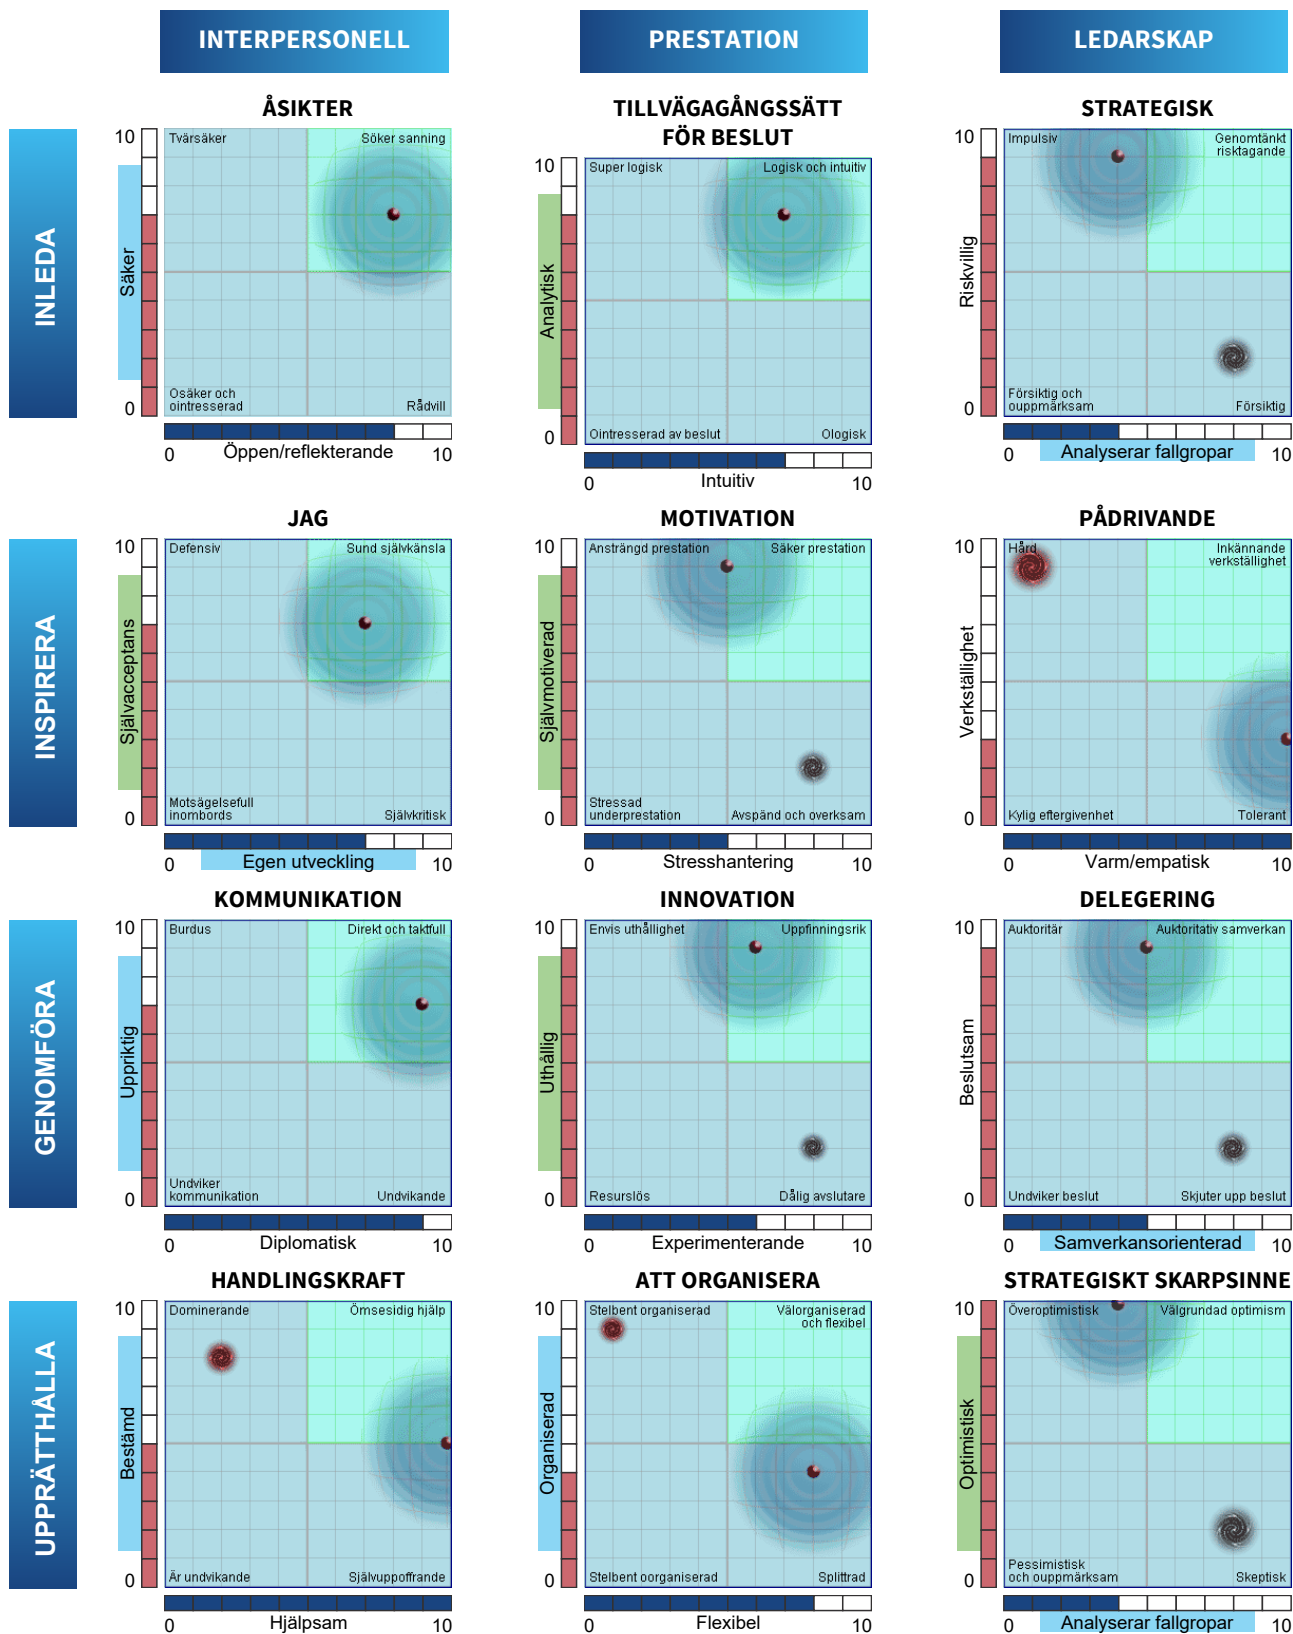 INTERPERSONELL
PRESTATION
LEDARSKAP
INLEDA
ÅSIKTER
10
Tvärsäker
Söker sanning
Säker
Osäker och
ointresserad
Rådvill
0
0
Öppen/reflekterande
10
TILLVÄGAGÅNGSSÄTT
FÖR BESLUT
10
Super logisk
Logisk och intuitiv
Analytisk
Ointresserad av beslut
Ologisk
0
0
Intuitiv
10
STRATEGISK
10
Impulsiv
Genomtänkt
risktagande
Riskvillig
Försiktig och
ouppmärksam
Försiktig
0
0
Analyserar fallgropar
10
INSPIRERA
JAG
10
Defensiv
Sund självkänsla
Självacceptans
Motsägelsefull
inombords
Självkritisk
0
0
Egen utveckling
10
MOTIVATION
10
Ansträngd prestation
Säker prestation
Självmotiverad
Stressad
underprestation
Avspänd och overksam
0
0
Stresshantering
10
PÅDRIVANDE
10
Hård
Inkännande
verkställighet
Verkställighet
Kylig eftergivenhet
Tolerant
0
0
Varm/empatisk
10
GENOMFÖRA
KOMMUNIKATION
10
Burdus
Direkt och taktfull
Uppriktig
Undviker
kommunikation
Undvikande
0
0
Diplomatisk
10
INNOVATION
10
Envis uthållighet
Uppfinningsrik
Uthållig
Resurslös
Dålig avslutare
0
0
Experimenterande
10
DELEGERING
10
Auktoritär
Auktoritativ samverkan
Beslutsam
Undviker beslut
Skjuter upp beslut
0
0
Samverkansorienterad
10
UPPRÄTTHÅLLA
HANDLINGSKRAFT
10
Dominerande
Ömsesidig hjälp
Bestämd
Är undvikande
Självuppoffrande
0
0
Hjälpsam
10
ATT ORGANISERA
10
Stelbent organiserad
Välorganiserad
och flexibel
Organiserad
Stelbent oorganiserad
Splittrad
0
0
Flexibel
10
STRATEGISKT SKARPSINNE
10
Överoptimistisk
Välgrundad optimism
Optimistisk
Pessimistisk
och ouppmärksam
Skeptisk
0
0
Analyserar fallgropar
10